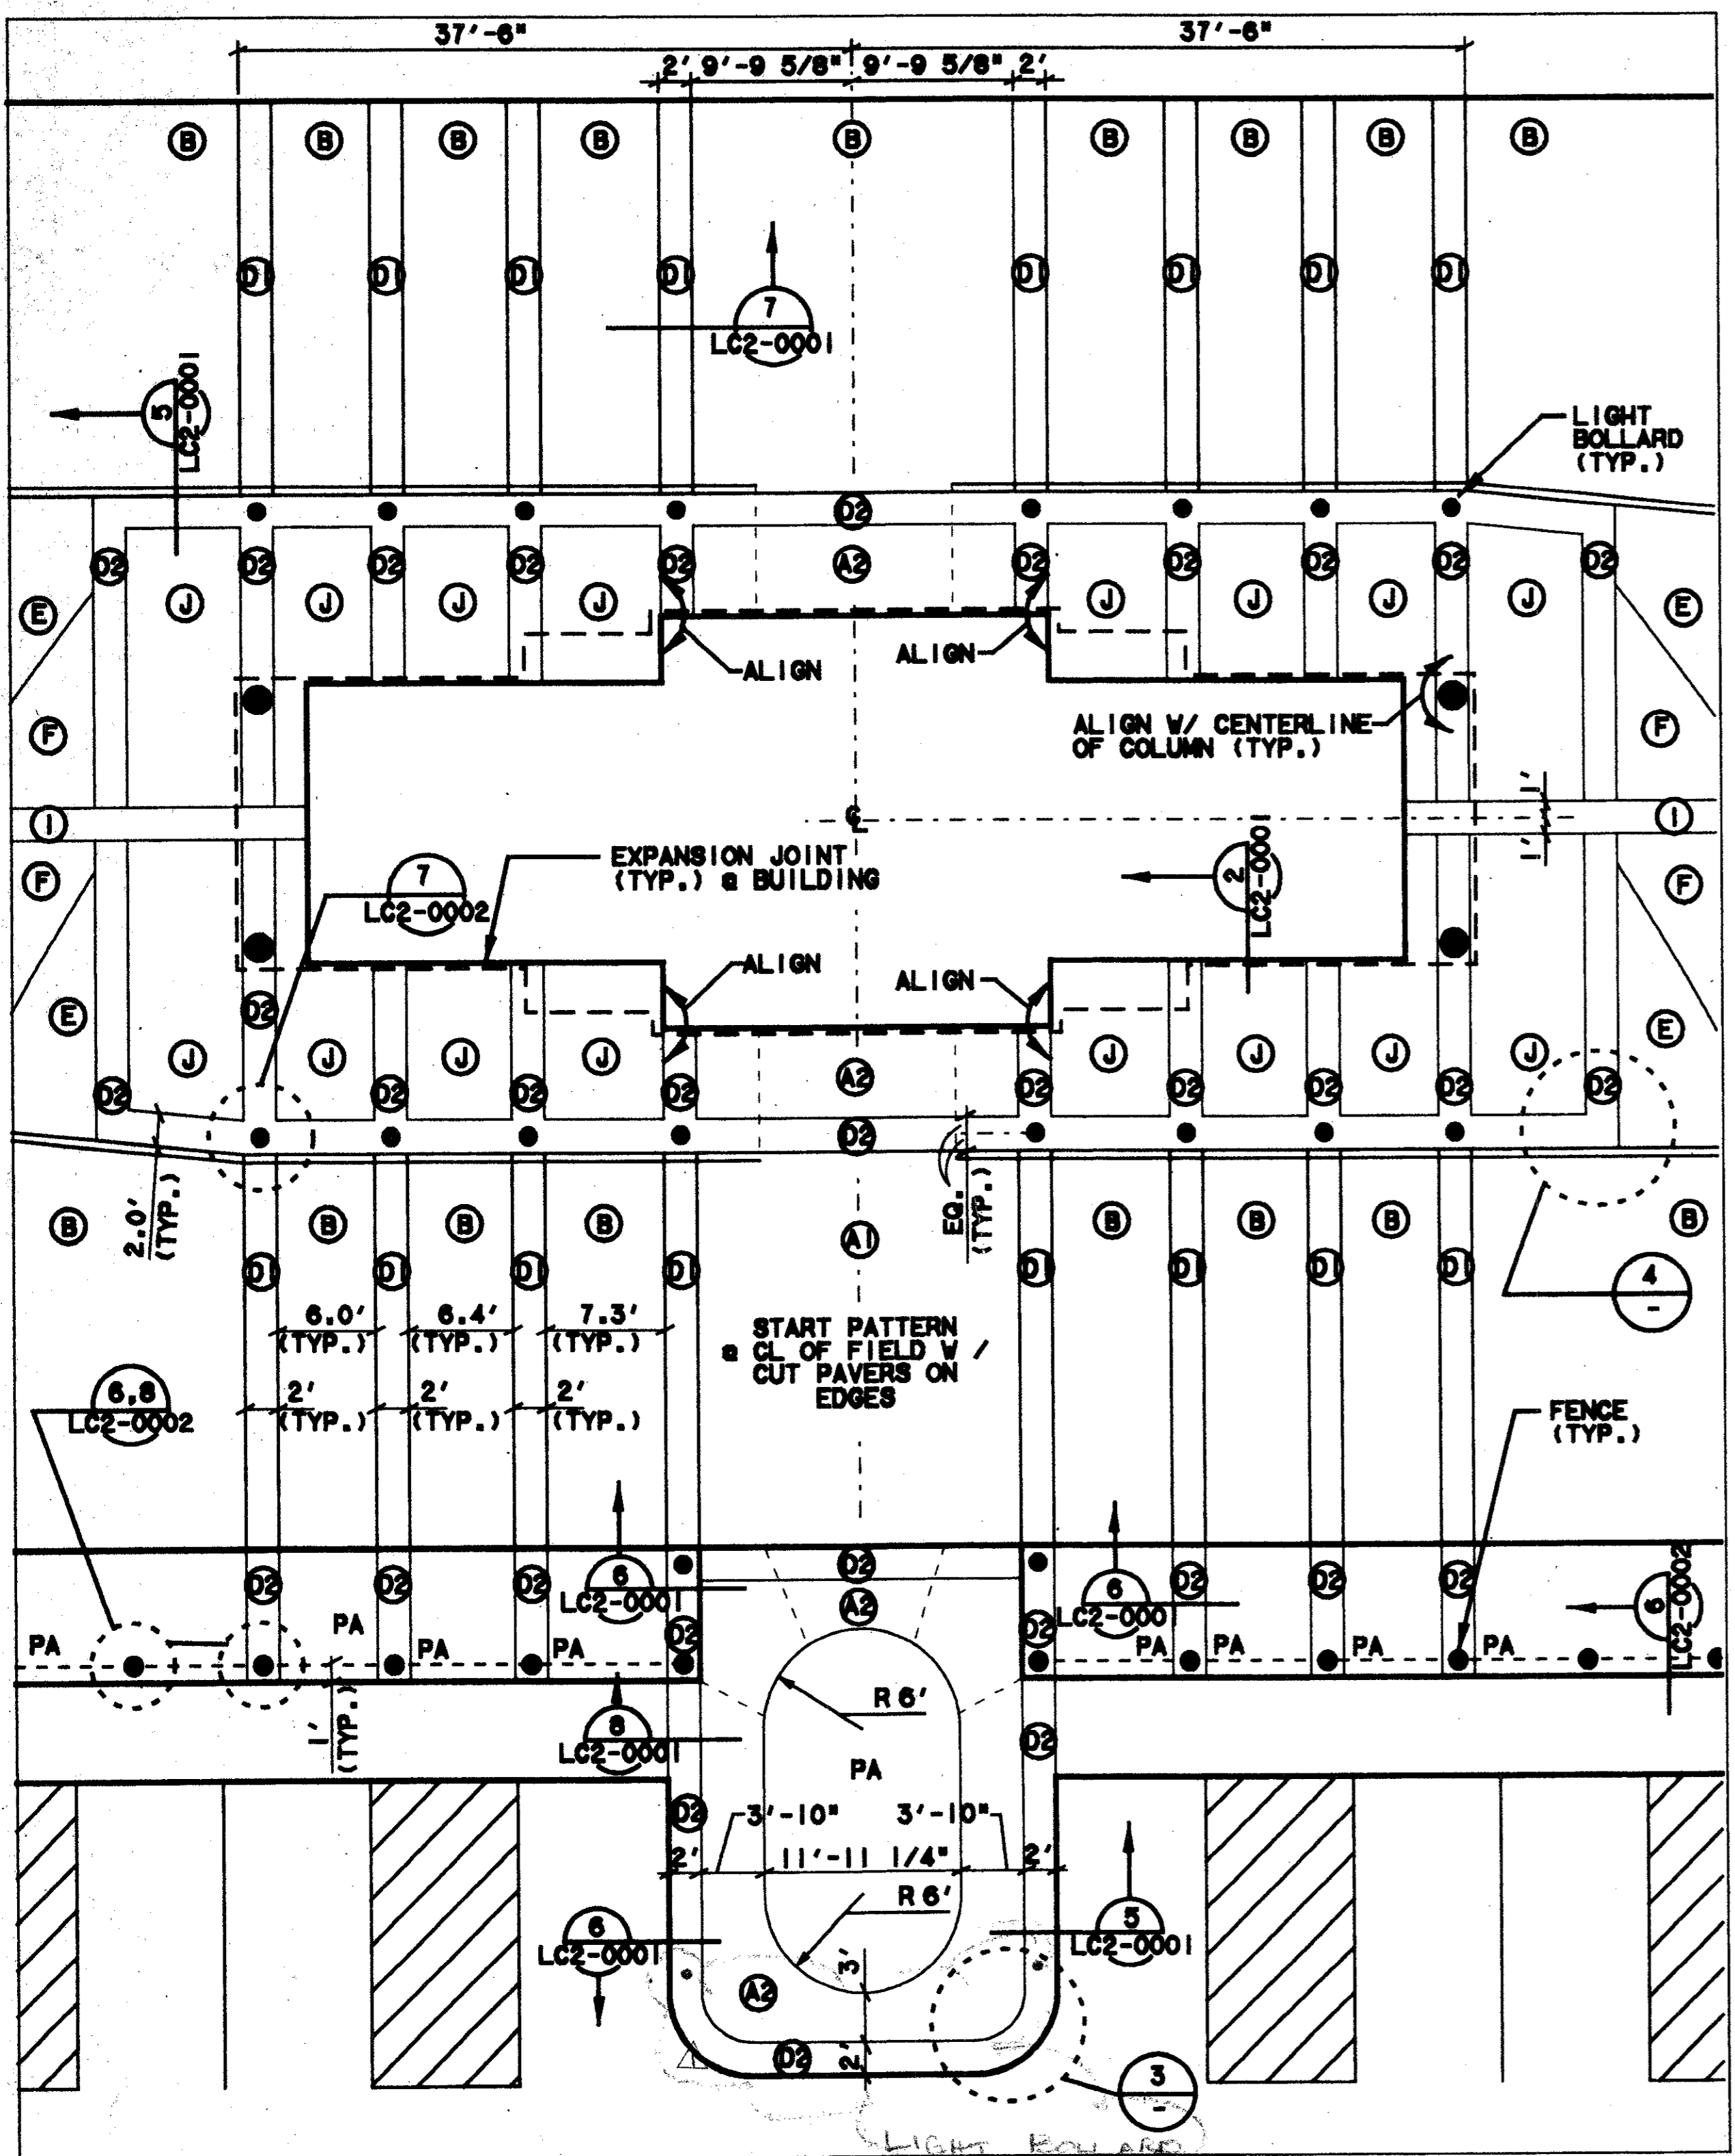 37'-6" 37'-6"
2' 9'-9 5/8" 9'-9 5/8" 2'
B B B B B B B B B
D1 D1 D1 D1 D1 D1 D1 D1
7
LC2-0001
5
LC2-0001
LIGHT
BOLLARD
(TYP.)
D2
D2 D2 D2 D2 D2 A2 D2 D2 D2 D2 D2
E J J J J J J J J E
ALIGN ALIGN
F F
ALIGN W/ CENTERLINE
OF COLUMN (TYP.)
I I
1'
1'
℄
EXPANSION JOINT
(TYP.) @ BUILDING
7
LC2-0002
2
LC2-0001
F F
ALIGN ALIGN
E D2 E
J J J J J J J J
D2 D2 D2 D2 A2 D2 D2 D2 D2 D2
D2
2.0'
(TYP.)
EQ.
(TYP.)
B B B B A1 B B B B
D1 D1 D1 D1 D1 D1 D1 D1
4
-
6.0' 6.4' 7.3'
(TYP.) (TYP.) (TYP.)
START PATTERN
@ CL OF FIELD W /
CUT PAVERS ON
EDGES
6,8
LC2-0002
2' 2' 2'
(TYP.) (TYP.) (TYP.)
FENCE
(TYP.)
D2 D2 D2 D2 D2 D2 D2
6
LC2-0001
A2
6
LC2-0001
6
LC2-0002
D2 D2
PA PA PA PA PA PA PA PA
1'
(TYP.)
R 6'
8
LC2-0001
D2
PA
D2
3'-10" 3'-10"
2' 11'-11 1/4" 2'
R 6'
6
LC2-0001
5
LC2-0001
3'
A2
D2
2'
3
-
LIGHT BOLLARD